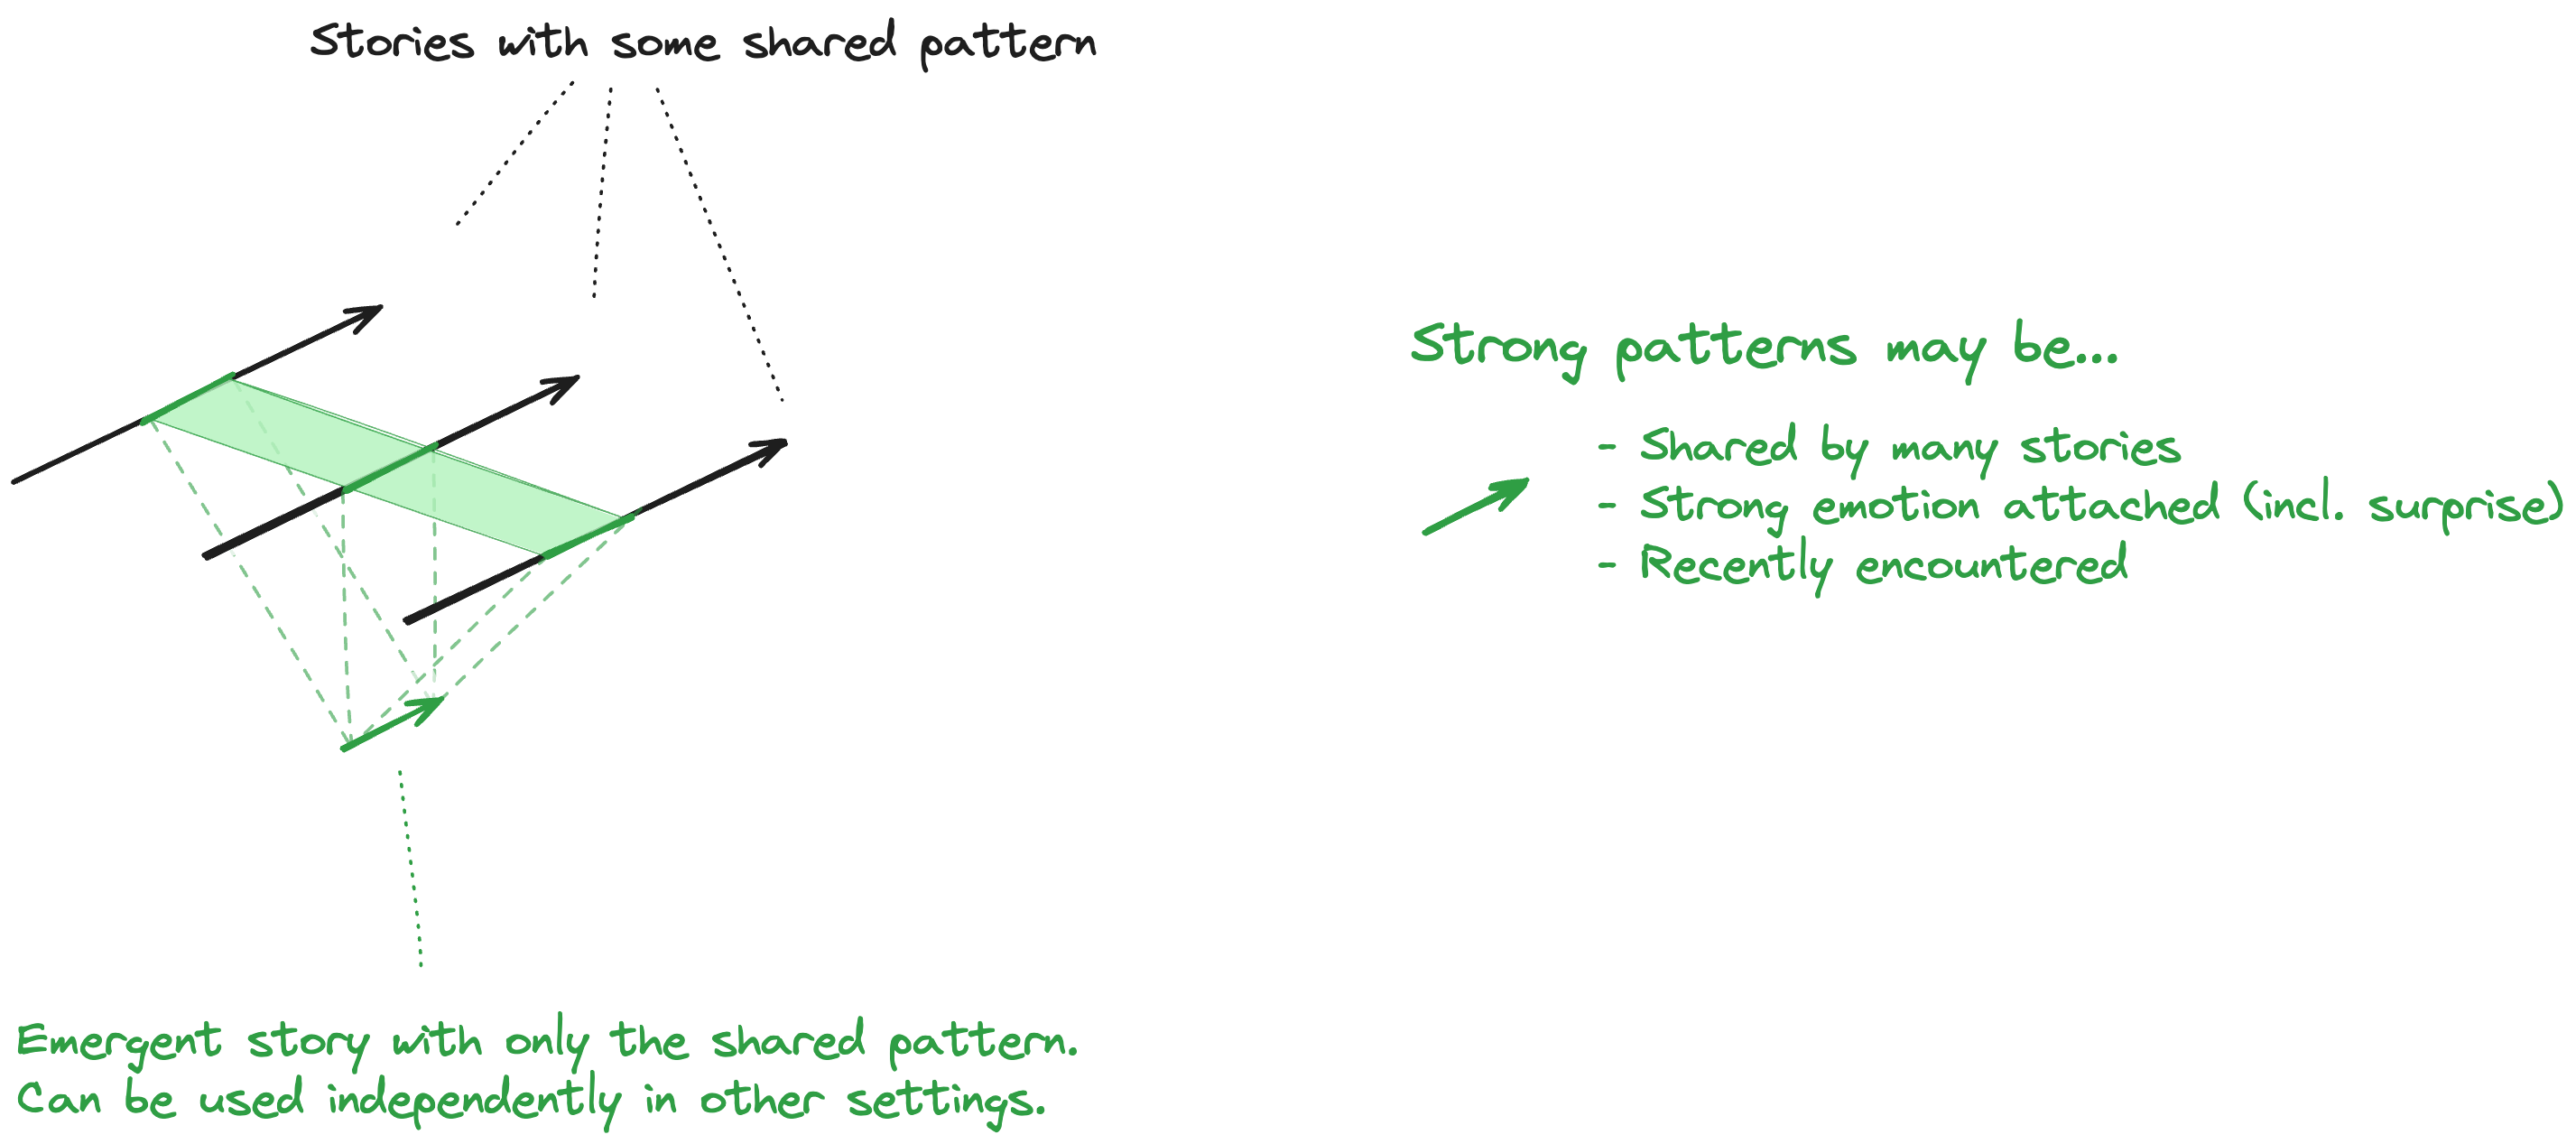 Stories with some shared pattern
Strong patterns may be...
- Shared by many stories
- Strong emotion attached (incl. surprise)
- Recently encountered
Emergent story with only the shared pattern.
Can be used independently in other settings.